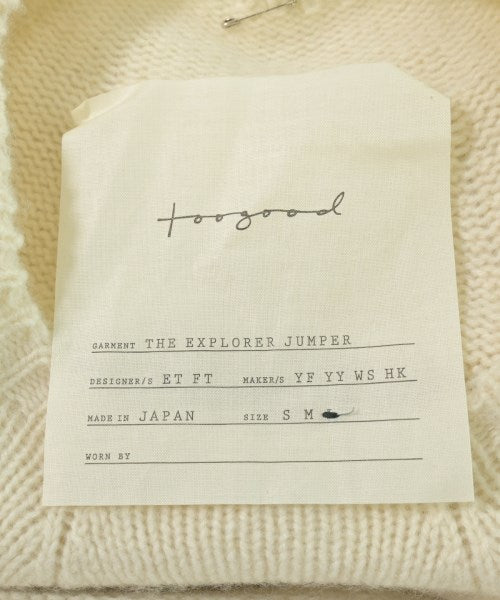 toogood
GARMENT THE EXPLORER JUMPER
DESIGNER/S ET FT MAKER/S YF YY WS HK
MADE IN JAPAN SIZE S M
WORN BY